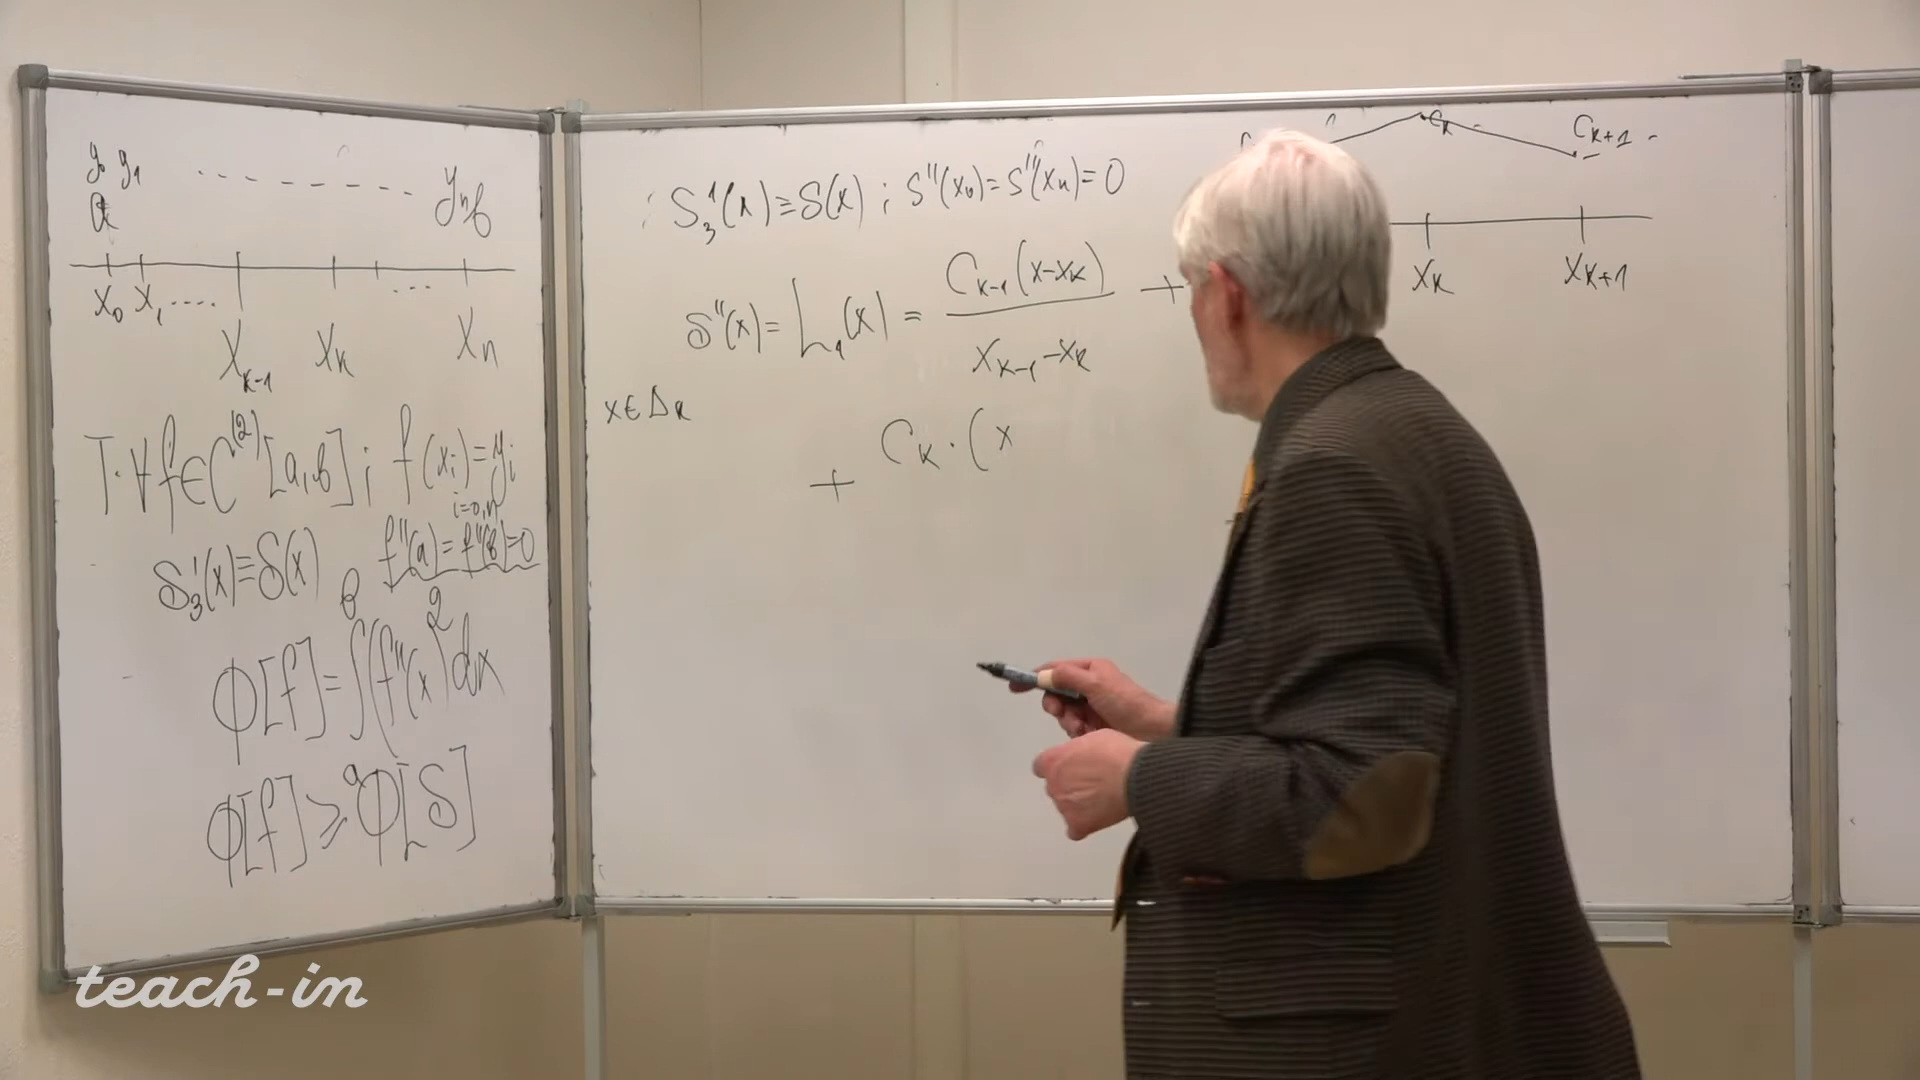 y₀ y₁ - - - - - - - yₙ
a b
x₀ x₁ .... ...
xₖ₋₁ xₖ xₙ
T. ∀f∈C⁽²⁾[a,b]; f(xᵢ)=yᵢ
i=0,n
S₃¹(x)≡S(x) f''(a)=f''(b)=0
Φ[f]=∫ₐᵇ(f''(x))²dx
Φ[f]≥Φ[S]
S₃¹(x)≡S(x); S''(x₀)=S''(xₙ)=0
S''(x)=L₁(x)= Cₖ₋₁(x-xₖ) +
xₖ₋₁-xₖ
x∈Δₖ
+ Cₖ·(x
Cₖ Cₖ₊₁
xₖ xₖ₊₁
teach-in